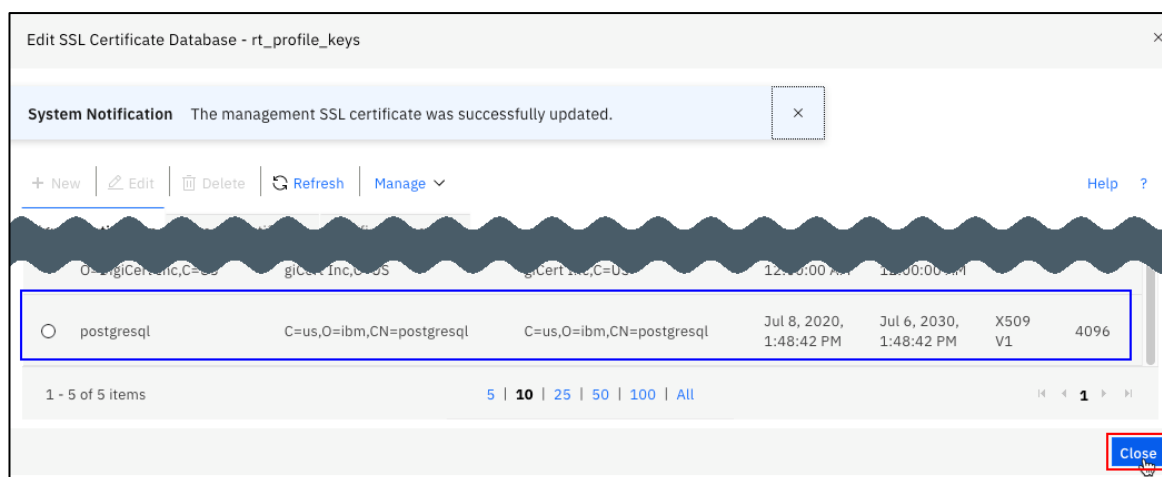 Edit SSL Certificate Database - rt_profile_keys ×
System Notification The management SSL certificate was successfully updated. ×
+ New Edit Delete Refresh Manage Help ?
postgresql C=us,O=ibm,CN=postgresql C=us,O=ibm,CN=postgresql Jul 8, 2020, Jul 6, 2030, X509 4096
1:48:42 PM 1:48:42 PM V1
1 - 5 of 5 items 5 | 10 | 25 | 50 | 100 | All 1
Close